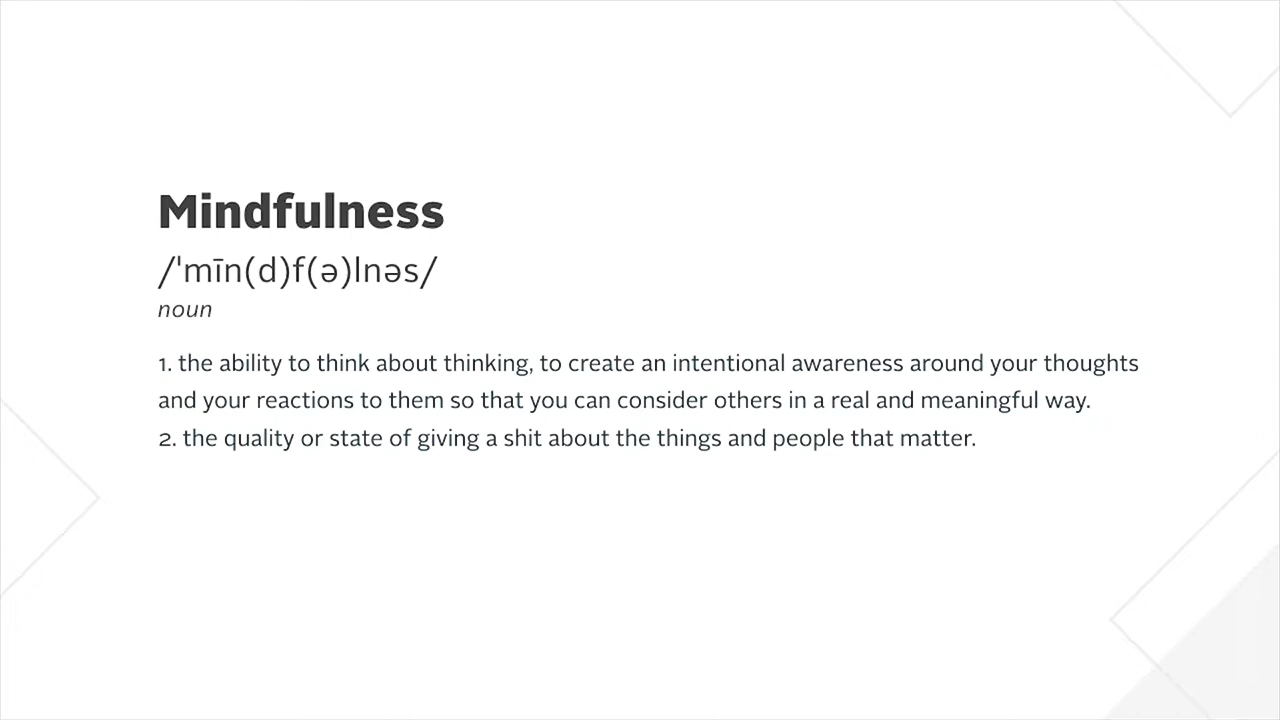 Mindfulness
/ˈmīn(d)f(ə)lnəs/
noun
1. the ability to think about thinking, to create an intentional awareness around your thoughts
and your reactions to them so that you can consider others in a real and meaningful way.
2. the quality or state of giving a shit about the things and people that matter.